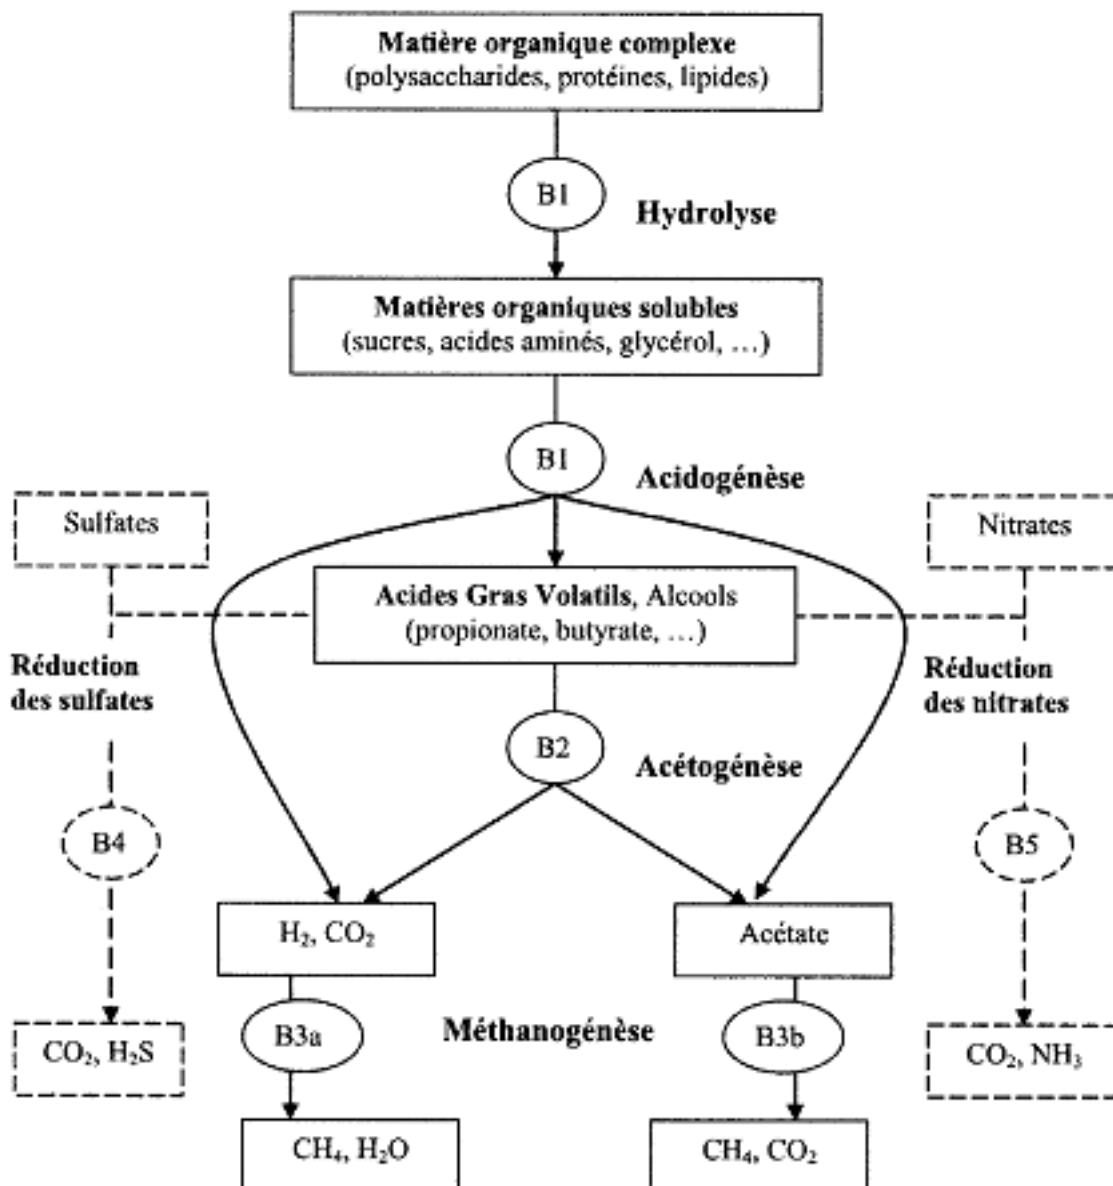 Matière organique complexe
(polysaccharides, protéines, lipides)
B1
Hydrolyse
Matières organiques solubles
(sucres, acides aminés, glycérol, …)
B1
Acidogénèse
Sulfates
Nitrates
Acides Gras Volatils, Alcools
(propionate, butyrate, …)
Réduction
des sulfates
Réduction
des nitrates
B2
Acétogénèse
B4
B5
H₂, CO₂
Acétate
B3a
Méthanogénèse
B3b
CO₂, H₂S
CO₂, NH₃
CH₄, H₂O
CH₄, CO₂